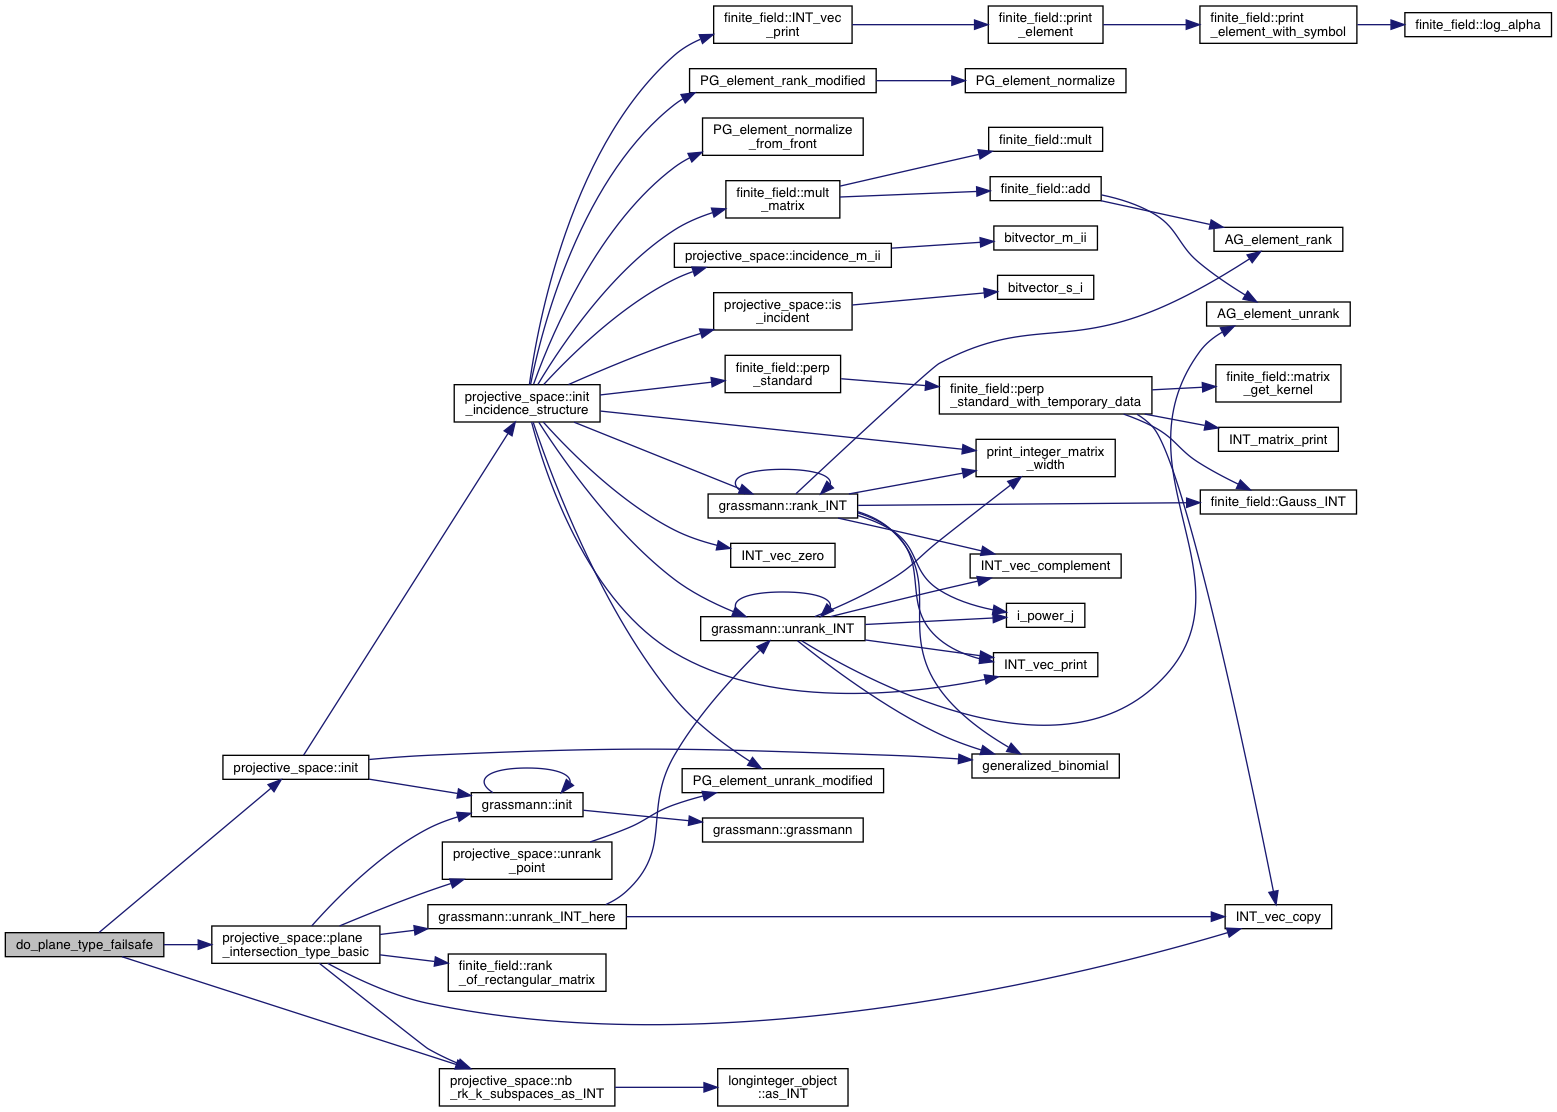 finite_field::INT_vec
_print
finite_field::print
_element
finite_field::print
_element_with_symbol
finite_field::log_alpha
PG_element_rank_modified
PG_element_normalize
PG_element_normalize
_from_front
finite_field::mult
finite_field::mult
_matrix
finite_field::add
AG_element_rank
bitvector_m_ii
projective_space::incidence_m_ii
bitvector_s_i
projective_space::is
_incident
AG_element_unrank
finite_field::perp
_standard
finite_field::perp
_standard_with_temporary_data
finite_field::matrix
_get_kernel
projective_space::init
_incidence_structure
INT_matrix_print
print_integer_matrix
_width
grassmann::rank_INT
finite_field::Gauss_INT
INT_vec_zero
INT_vec_complement
i_power_j
grassmann::unrank_INT
INT_vec_print
projective_space::init
generalized_binomial
PG_element_unrank_modified
grassmann::init
grassmann::grassmann
projective_space::unrank
_point
grassmann::unrank_INT_here
INT_vec_copy
do_plane_type_failsafe
projective_space::plane
_intersection_type_basic
finite_field::rank
_of_rectangular_matrix
projective_space::nb
_rk_k_subspaces_as_INT
longinteger_object
::as_INT